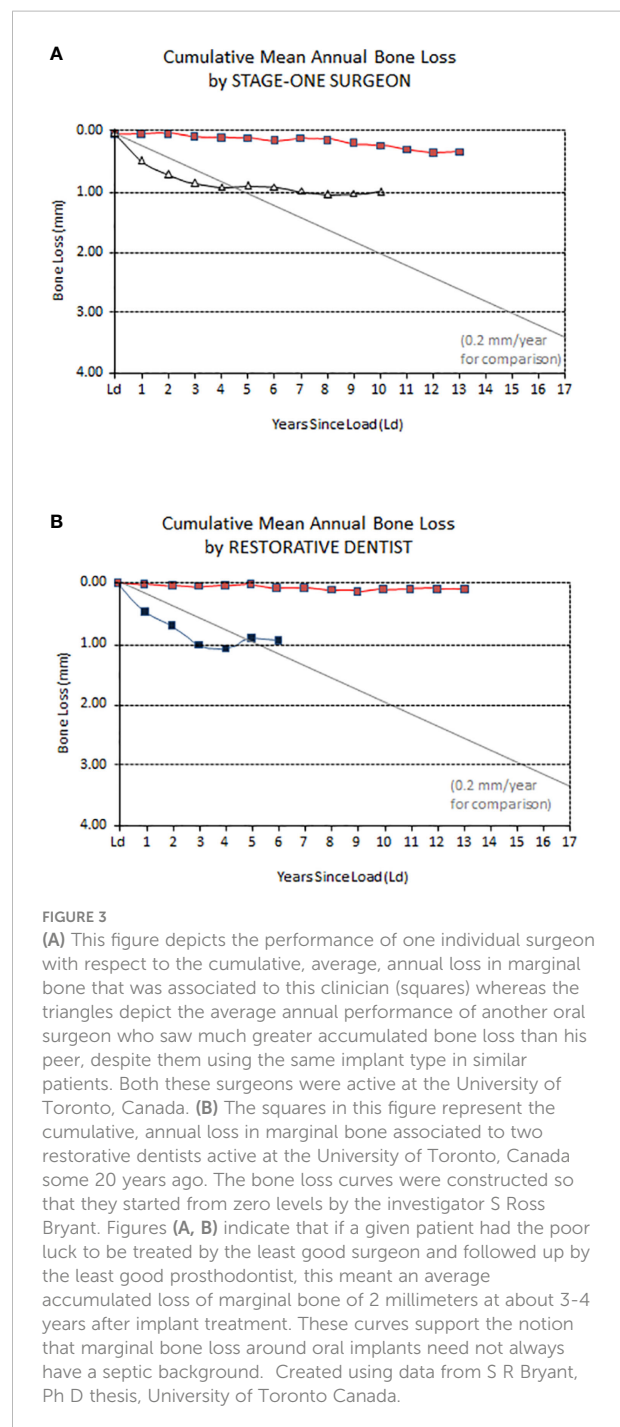 A
Cumulative Mean Annual Bone Loss
by STAGE-ONE SURGEON
0.00
1.00
2.00
3.00
4.00
Bone Loss (mm)
(0.2 mm/year
for comparison)
Ld 1 2 3 4 5 6 7 8 9 10 11 12 13 14 15 16 17
Years Since Load (Ld)
B
Cumulative Mean Annual Bone Loss
by RESTORATIVE DENTIST
0.00
1.00
2.00
3.00
4.00
Bone Loss (mm)
(0.2 mm/year
for comparison)
Ld 1 2 3 4 5 6 7 8 9 10 11 12 13 14 15 16 17
Years Since Load (Ld)
FIGURE 3
(A) This figure depicts the performance of one individual surgeon
with respect to the cumulative, average, annual loss in marginal
bone that was associated to this clinician (squares) whereas the
triangles depict the average annual performance of another oral
surgeon who saw much greater accumulated bone loss than his
peer, despite them using the same implant type in similar
patients. Both these surgeons were active at the University of
Toronto, Canada. (B) The squares in this figure represent the
cumulative, annual loss in marginal bone associated to two
restorative dentists active at the University of Toronto, Canada
some 20 years ago. The bone loss curves were constructed so
that they started from zero levels by the investigator S Ross
Bryant. Figures (A, B) indicate that if a given patient had the poor
luck to be treated by the least good surgeon and followed up by
the least good prosthodontist, this meant an average
accumulated loss of marginal bone of 2 millimeters at about 3-4
years after implant treatment. These curves support the notion
that marginal bone loss around oral implants need not always
have a septic background. Created using data from S R Bryant,
Ph D thesis, University of Toronto Canada.